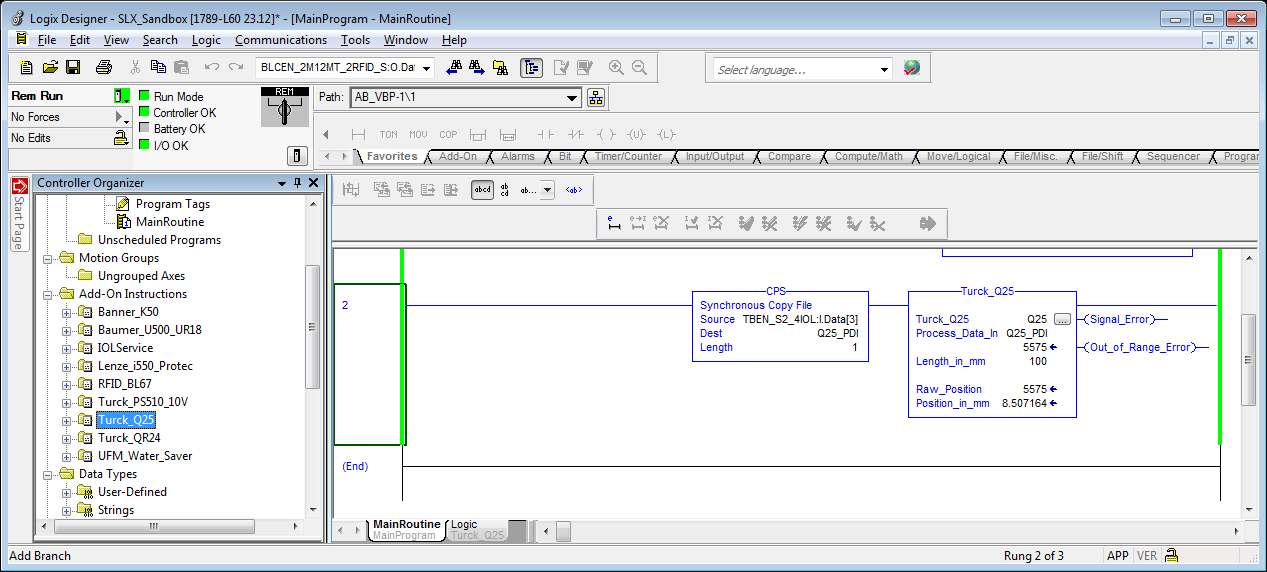 Logix Designer - SLX_Sandbox [1789-L60 23.12]* - [MainProgram - MainRoutine]
File Edit View Search Logic Communications Tools Window Help
BLCEN_2M12MT_2RFID_S:O.Da
Select language...
Rem Run
No Forces
No Edits
Run Mode
Controller OK
Battery OK
I/O OK
REM
Path: AB_VBP-1\1
TON MOV COP (U) (L)
Favorites Add-On Alarms Bit Timer/Counter Input/Output Compare Compute/Math Move/Logical File/Misc. File/Shift Sequencer Program
Start Page
Controller Organizer
Program Tags
MainRoutine
Unscheduled Programs
Motion Groups
Ungrouped Axes
Add-On Instructions
Banner_K50
Baumer_U500_UR18
IOLService
Lenze_i550_Protec
RFID_BL67
Turck_PS510_10V
Turck_Q25
Turck_QR24
UFM_Water_Saver
Data Types
User-Defined
Strings
abcd ab cd ab... <ab>
2
CPS
Synchronous Copy File
Source TBEN_S2_4IOL:I.Data[3]
Dest Q25_PDI
Length 1
Turck_Q25
Turck_Q25 Q25 ...
Process_Data_In Q25_PDI
5575
Length_in_mm 100
Raw_Position 5575
Position_in_mm 8.507164
Signal_Error
Out_of_Range_Error
(End)
MainRoutine
MainProgram
Logic
Turck_Q25
Add Branch
Rung 2 of 3 APP VER